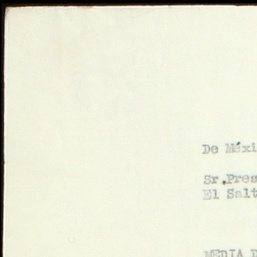 De Méxi
Sr.Pres
El Salt
MEDIA D